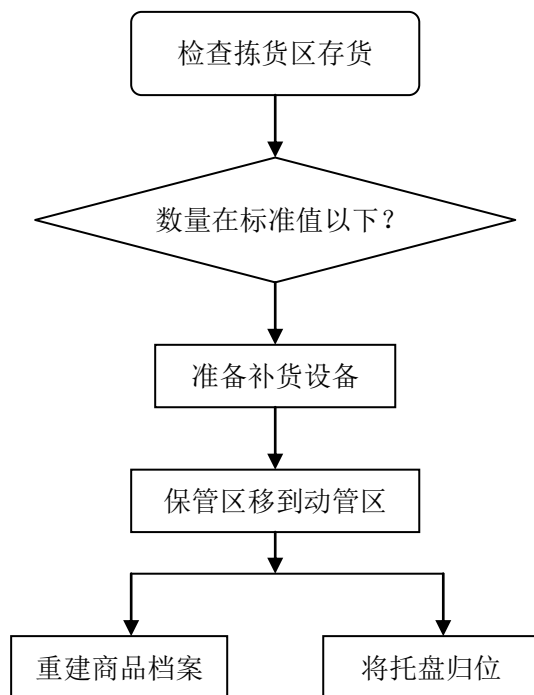 检查拣货区存货
数量在标准值以下？
准备补货设备
保管区移到动管区
重建商品档案
将托盘归位